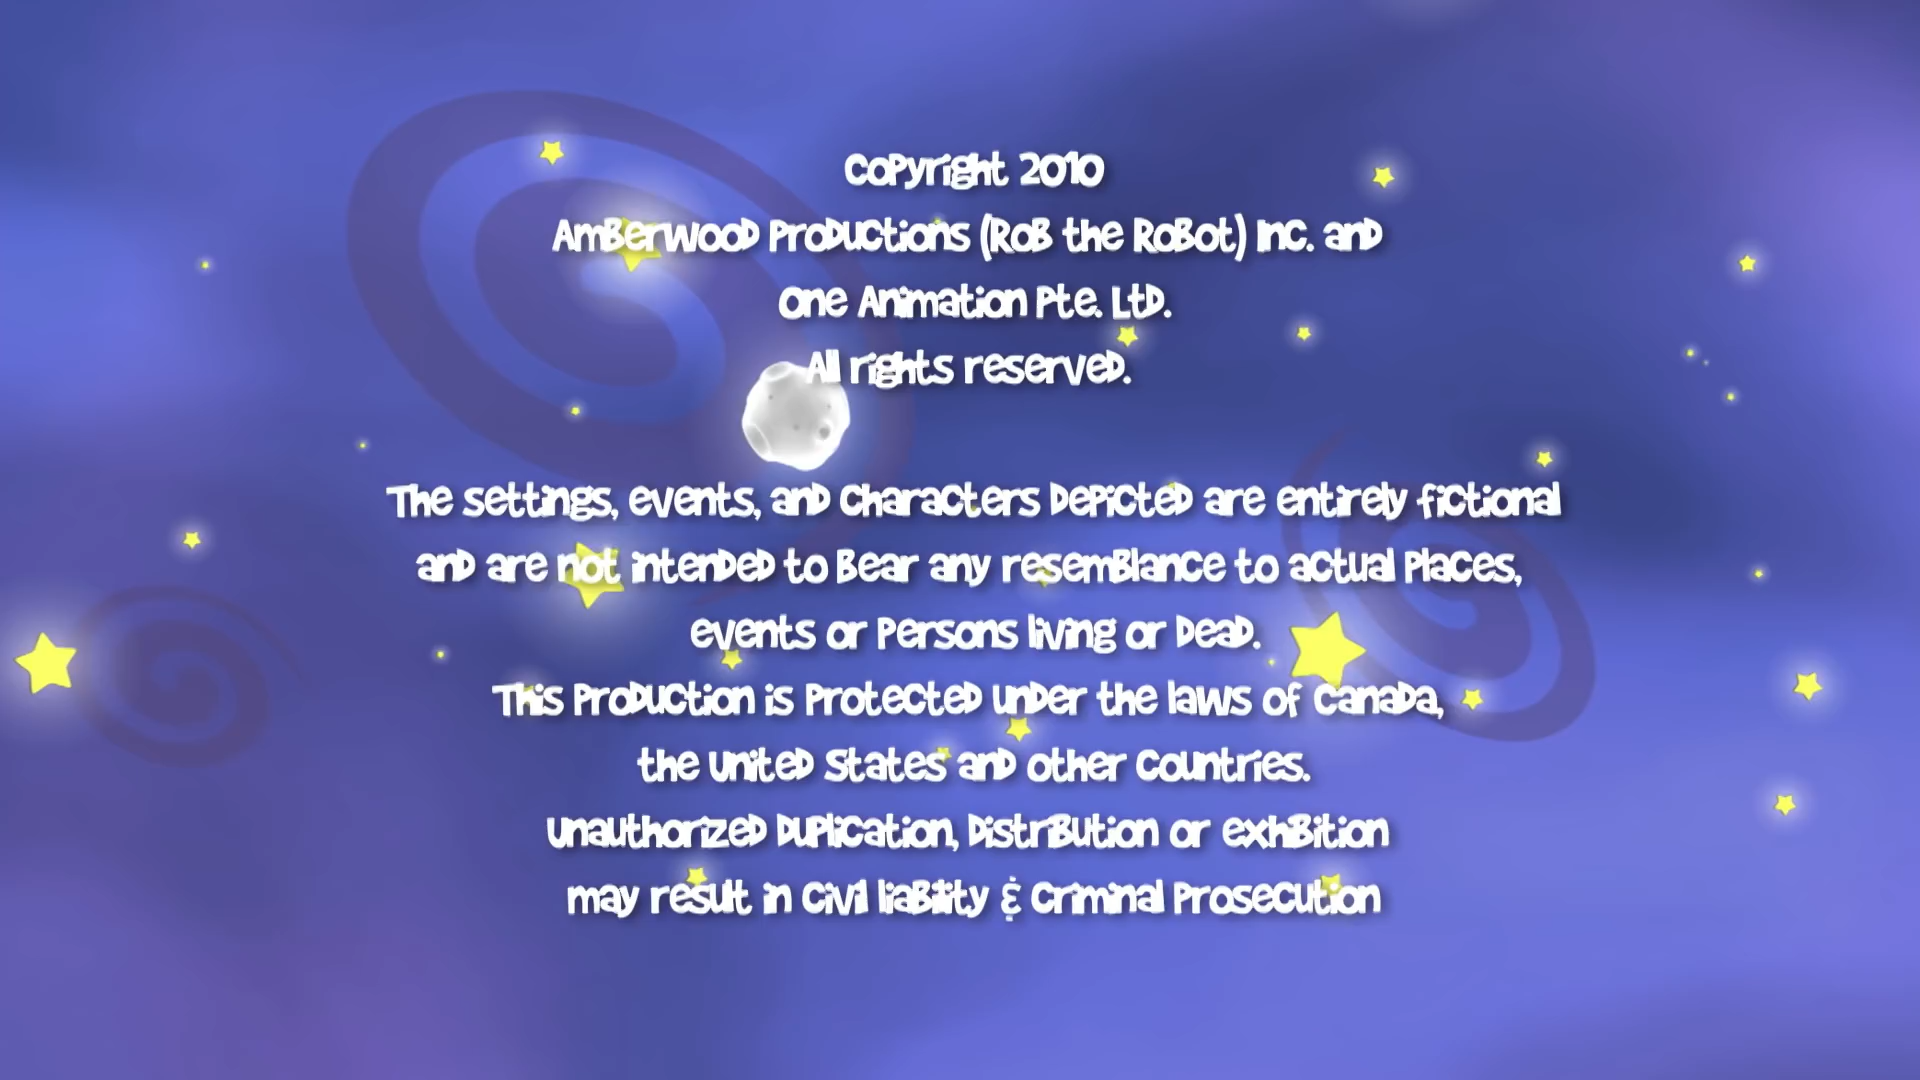 Copyright 2010
Amberwood Productions (Rob the Robot) Inc. and
One Animation Pte. Ltd.
All rights reserved.
The settings, events, and characters depicted are entirely fictional
and are not intended to bear any resemblance to actual places,
events or persons living or dead.
This production is protected under the laws of Canada,
the United States and other countries.
Unauthorized duplication, distribution or exhibition
may result in civil liability & criminal prosecution